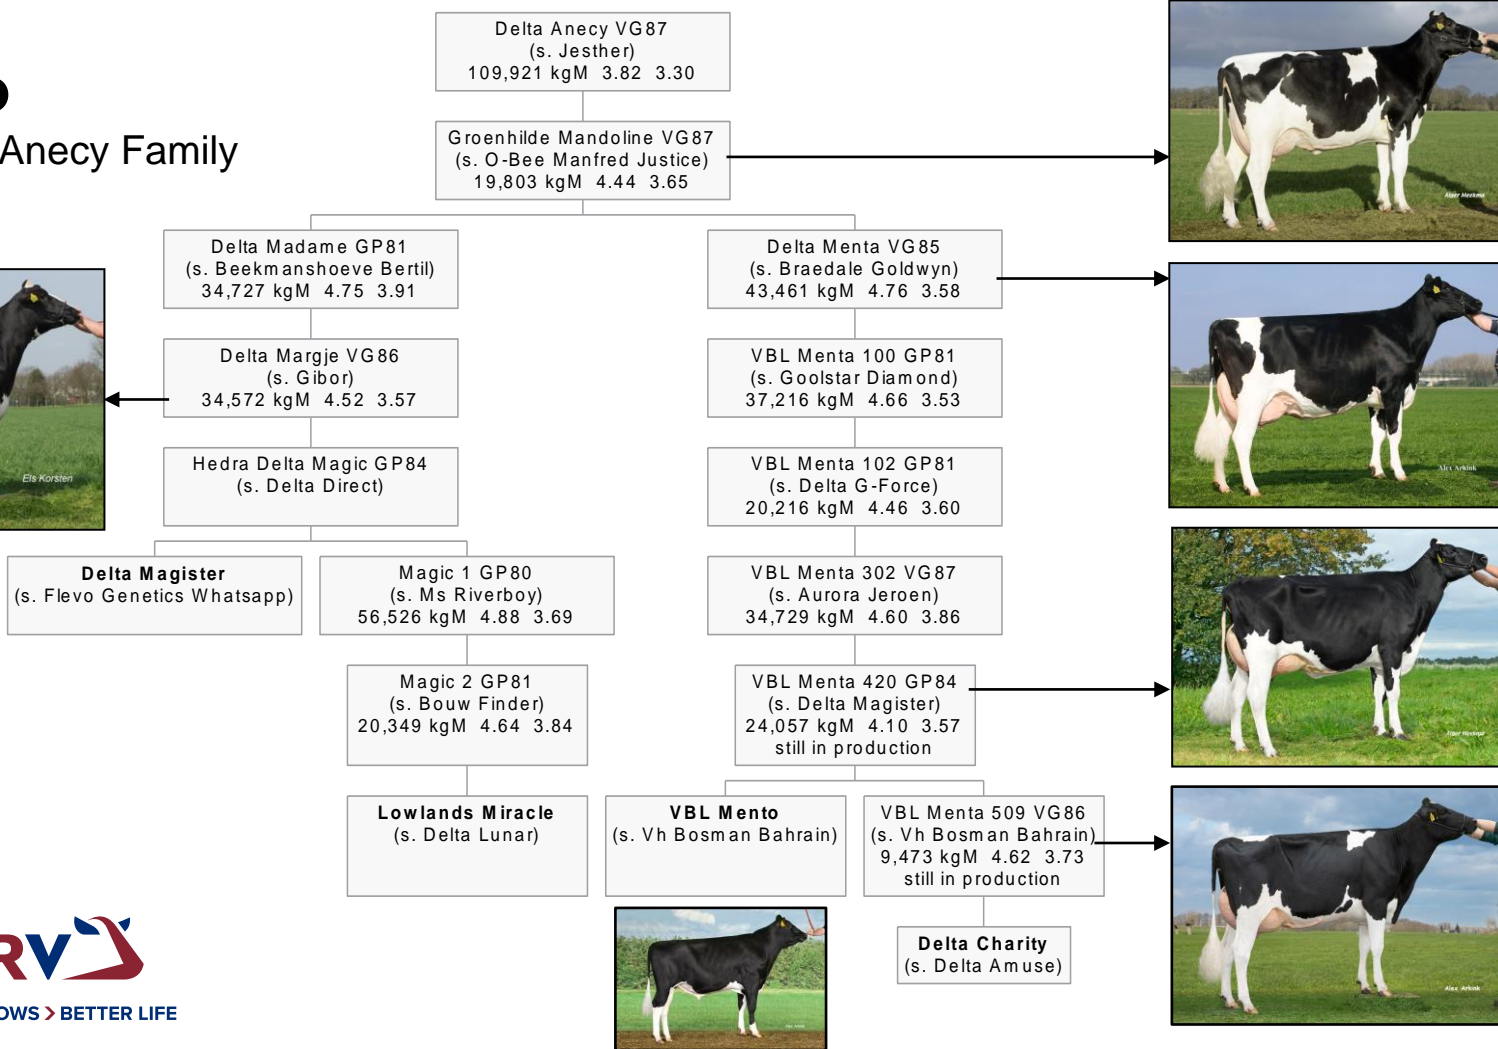 Anecy Family
Delta Anecy VG87
(s. Jesther)
109,921 kgM 3.82 3.30
Groenhilde Mandoline VG87
(s. O-Bee Manfred Justice)
19,803 kgM 4.44 3.65
Delta Madame GP81
(s. Beekmanshoeve Bertil)
34,727 kgM 4.75 3.91
Delta Menta VG85
(s. Braedale Goldwyn)
43,461 kgM 4.76 3.58
Delta Margje VG86
(s. Gibor)
34,572 kgM 4.52 3.57
VBL Menta 100 GP81
(s. Goolstar Diamond)
37,216 kgM 4.66 3.53
Hedra Delta Magic GP84
(s. Delta Direct)
VBL Menta 102 GP81
(s. Delta G-Force)
20,216 kgM 4.46 3.60
Delta Magister
(s. Flevo Genetics Whatsapp)
Magic 1 GP80
(s. Ms Riverboy)
56,526 kgM 4.88 3.69
VBL Menta 302 VG87
(s. Aurora Jeroen)
34,729 kgM 4.60 3.86
Magic 2 GP81
(s. Bouw Finder)
20,349 kgM 4.64 3.84
VBL Menta 420 GP84
(s. Delta Magister)
24,057 kgM 4.10 3.57
still in production
Lowlands Miracle
(s. Delta Lunar)
VBL Mento
(s. Vh Bosman Bahrain)
VBL Menta 509 VG86
(s. Vh Bosman Bahrain)
9,473 kgM 4.62 3.73
still in production
Delta Charity
(s. Delta Amuse)
Els Korsten
Alger Meekma
Alex Arkink
Alger Meekma
Alex Arkink
RV
OWS > BETTER LIFE